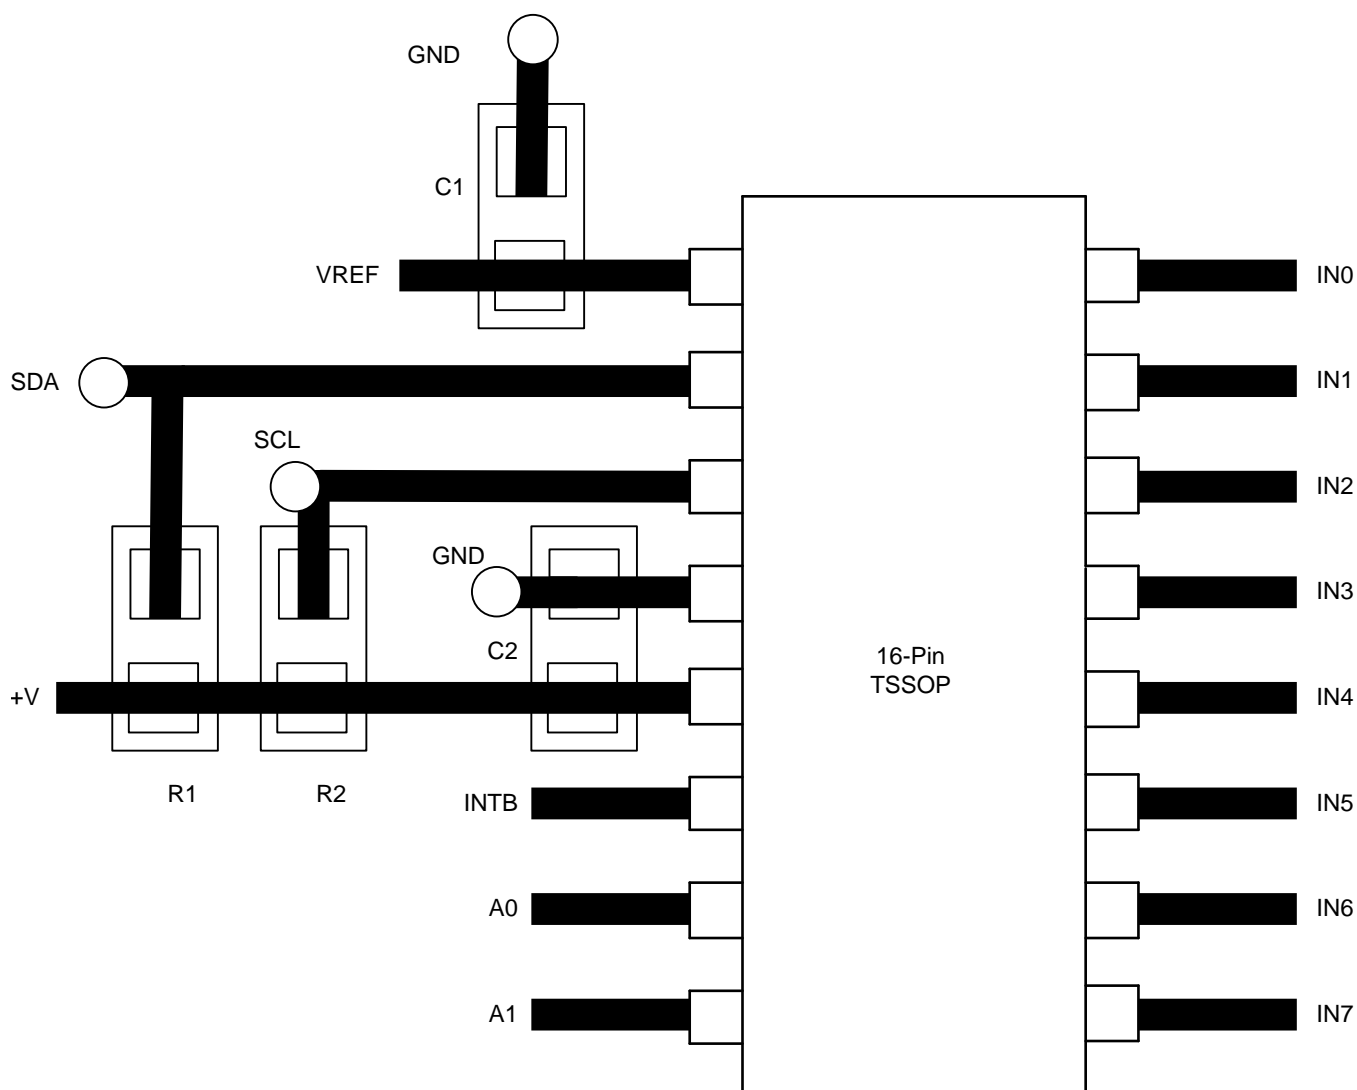 GND
C1
VREF
IN0
SDA
IN1
SCL
IN2
GND
IN3
C2
16-Pin
TSSOP
+V
IN4
R1
R2
INTB
IN5
A0
IN6
A1
IN7